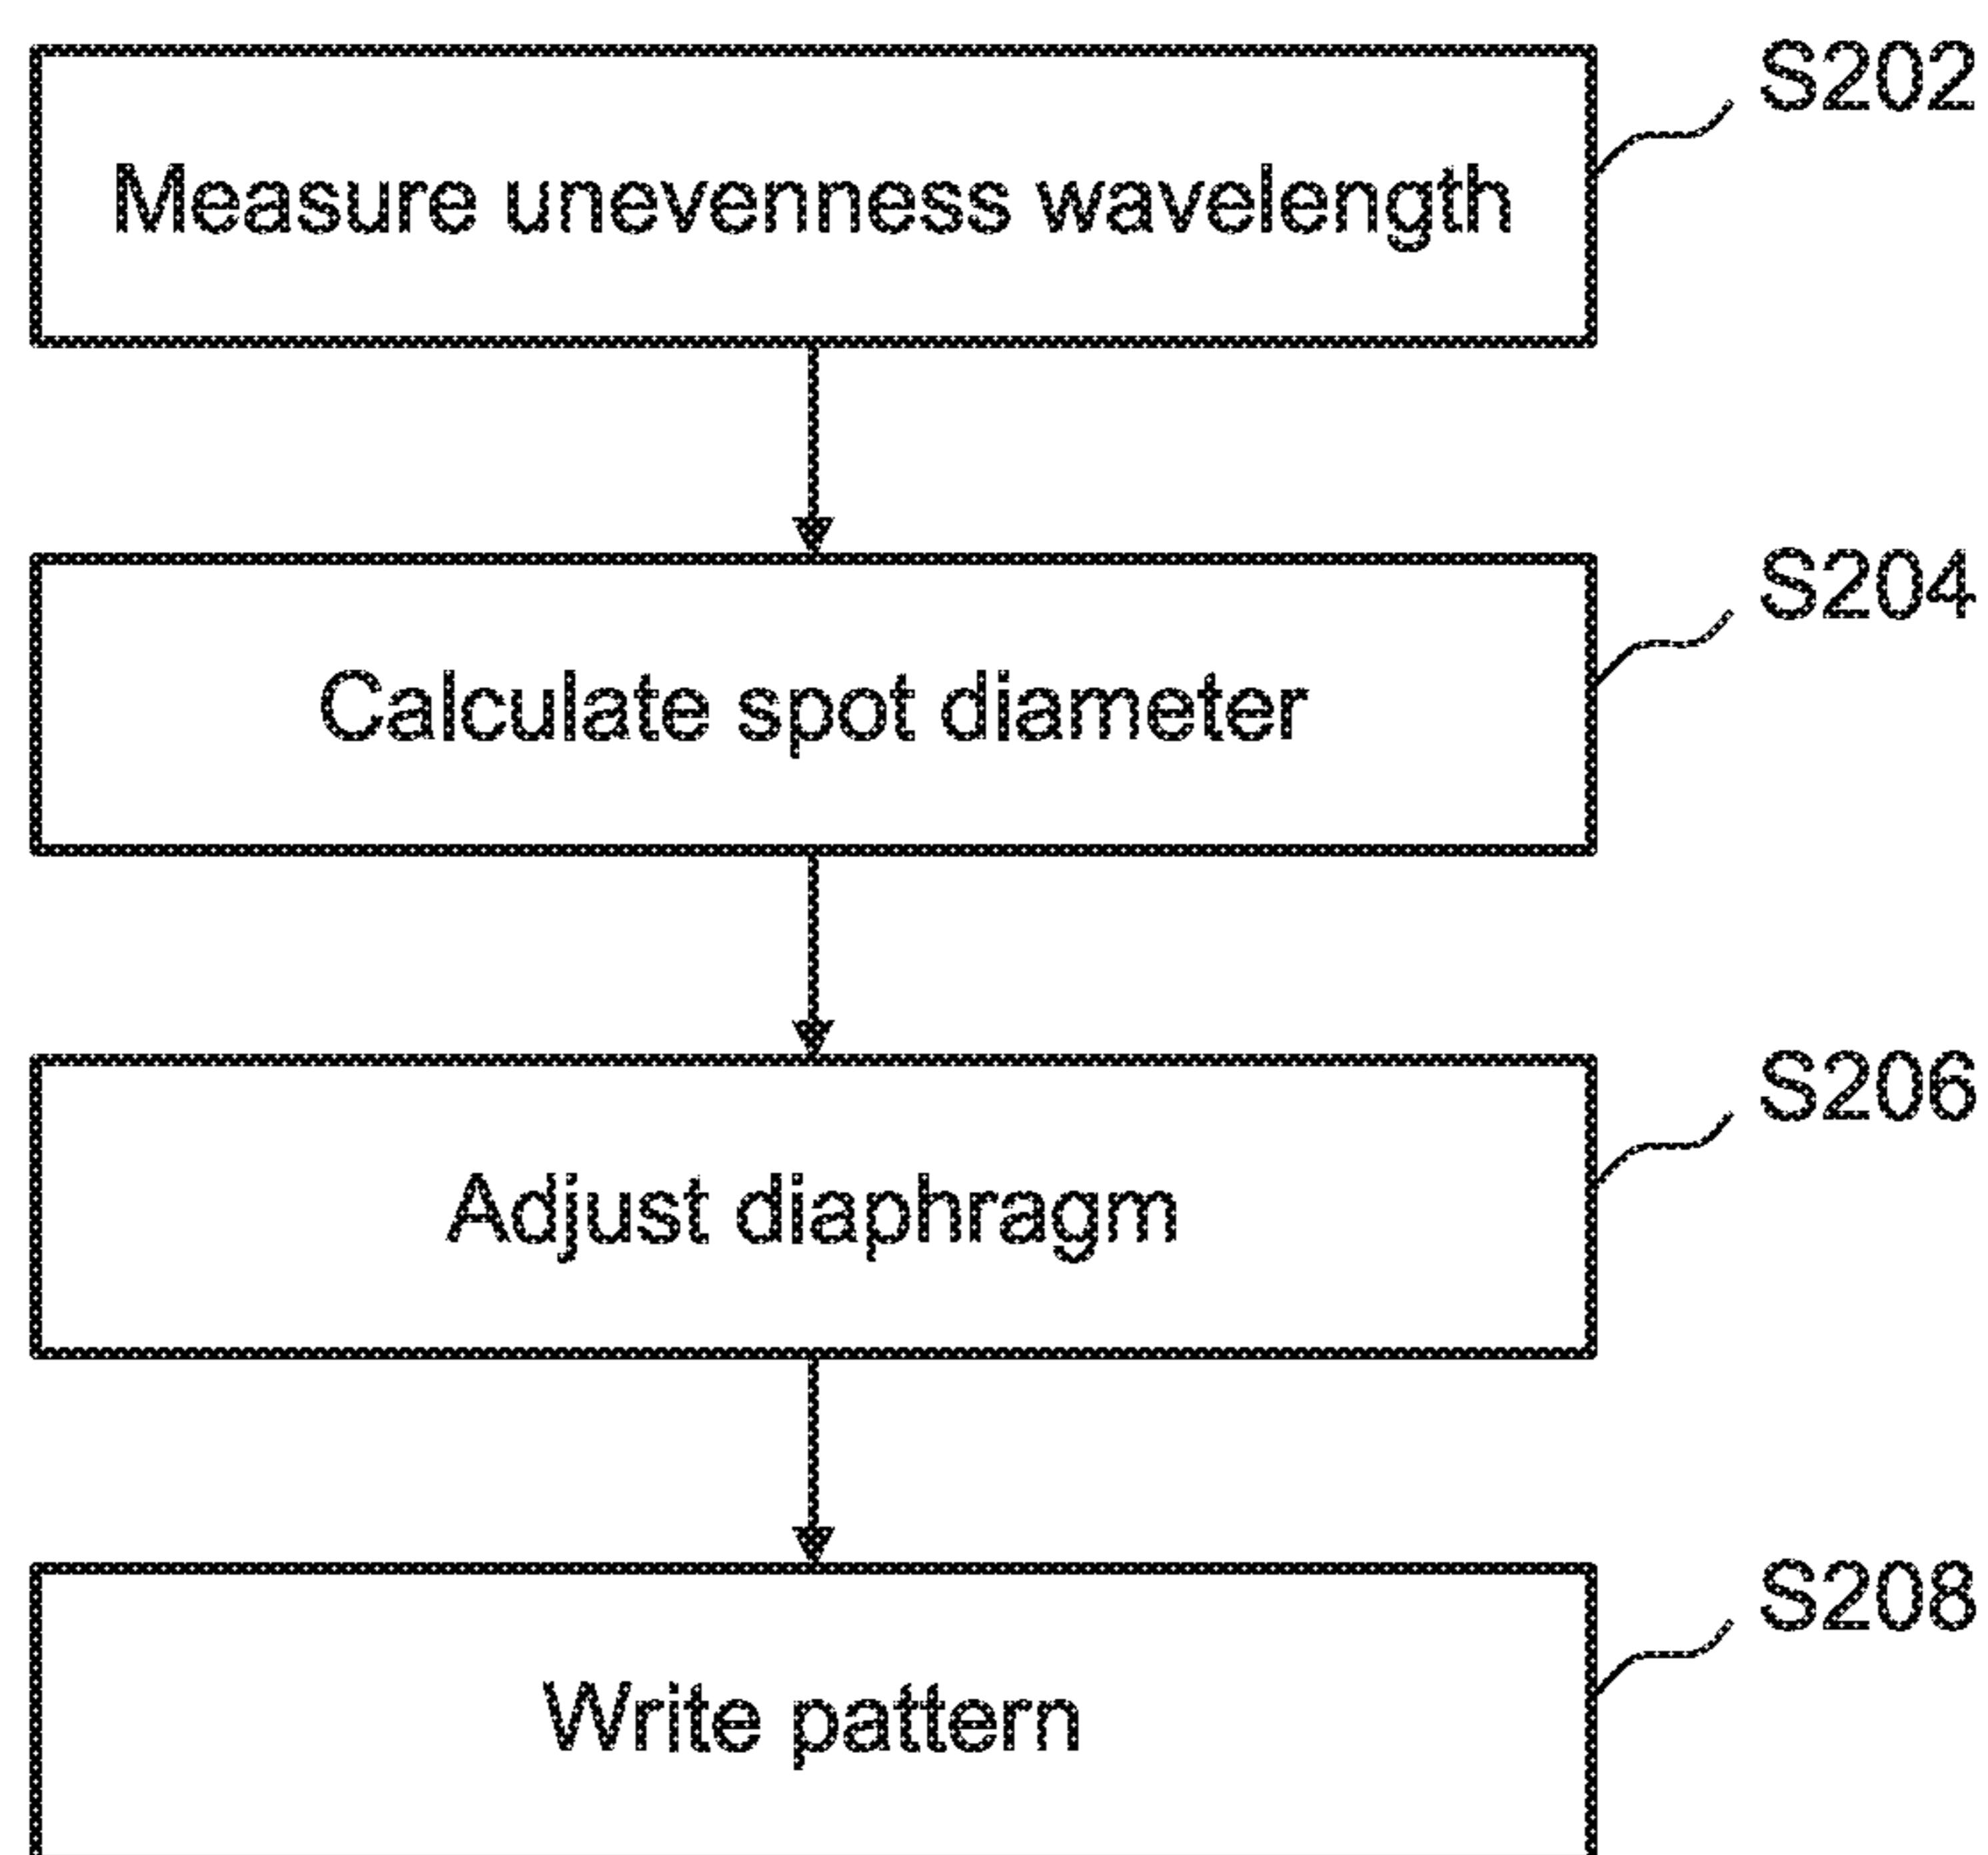 S202
Measure unevenness wavelength
S204
Calculate spot diameter
S206
Adjust diaphragm
S208
Write pattern